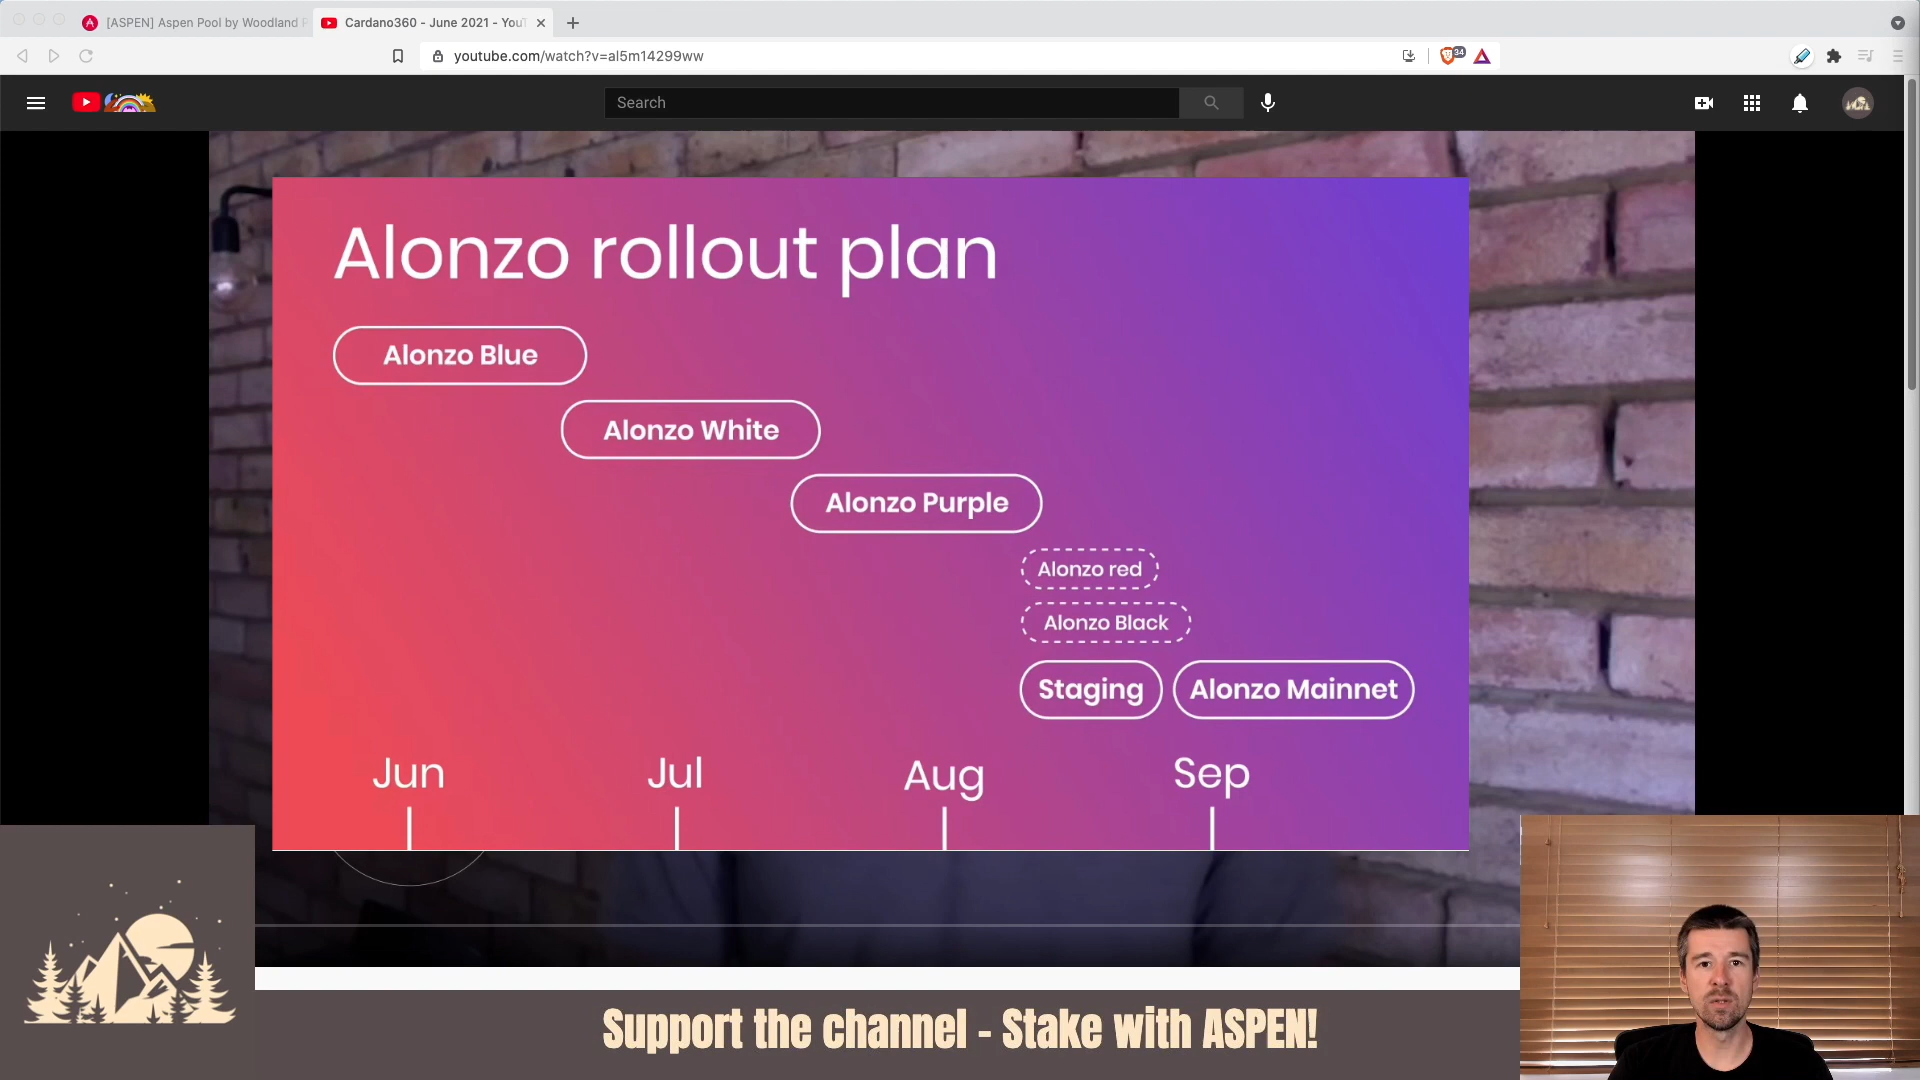 [ASPEN] Aspen Pool by Woodland P
Cardano360 - June 2021 - YouT
youtube.com/watch?v=al5m14299ww
34
Search
Alonzo rollout plan
Alonzo Blue
Alonzo White
Alonzo Purple
Alonzo red
Alonzo Black
Staging
Alonzo Mainnet
Jun
Jul
Aug
Sep
Support the channel - Stake with ASPEN!